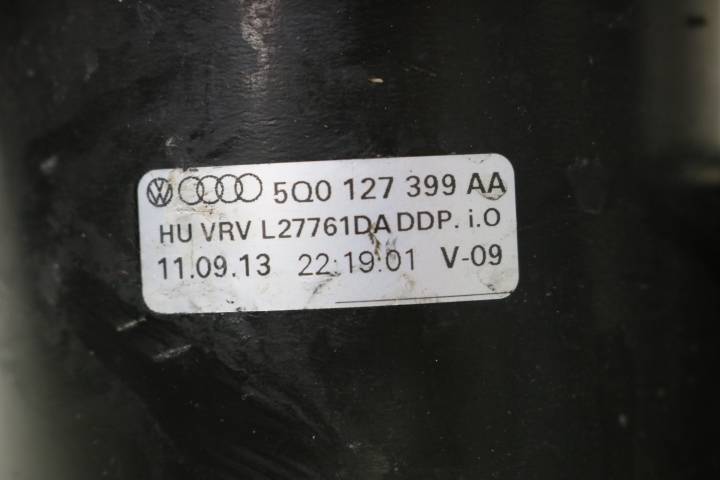 5Q0 127 399 AA
HU VRV L27761DA DDP. i.O
11.09.13 22:19:01 V-09